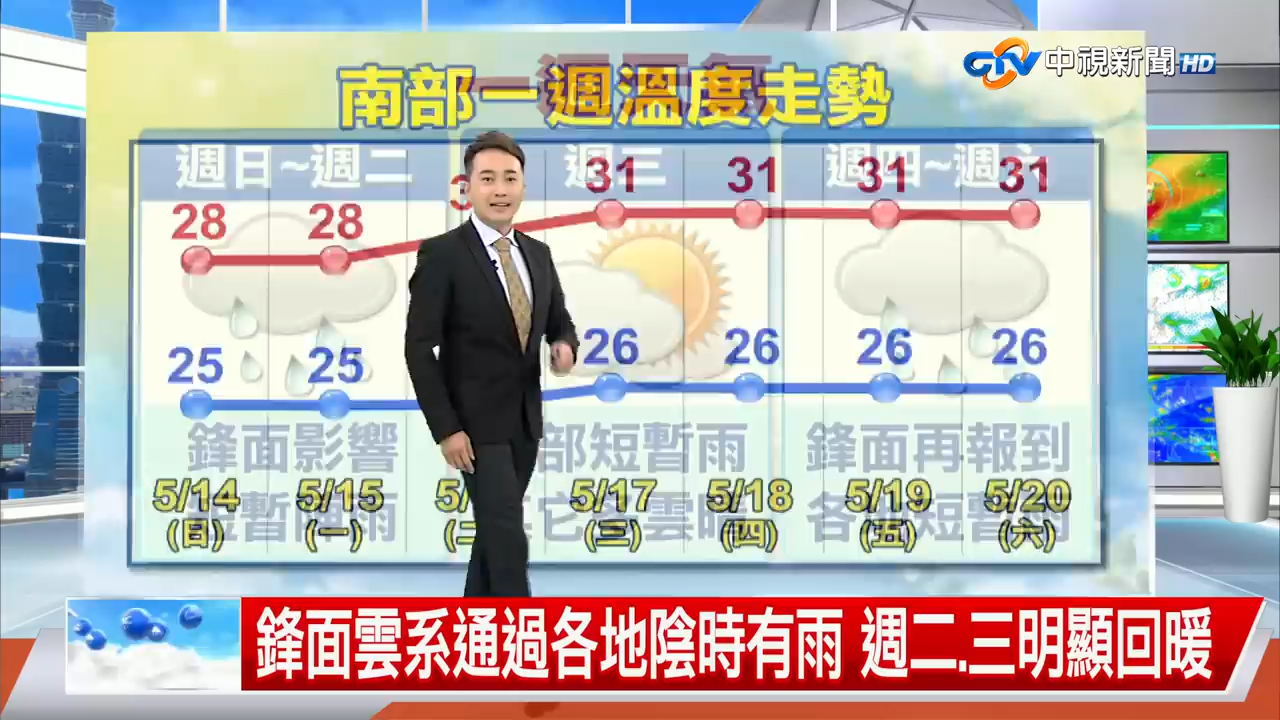 CTV 中視新聞 HD
南部一週溫度走勢
週日~週二 週三 週四~週六
31 31 31 31
28 28
26 26 26 26
25 25
鋒面影響 部短暫雨 鋒面再報到
5/14 5/15 5/ 5/17 5/18 5/19 5/20
(日) (一) (二 (三) (四) (五) (六)
鋒面雲系通過各地陰時有雨 週二.三明顯回暖